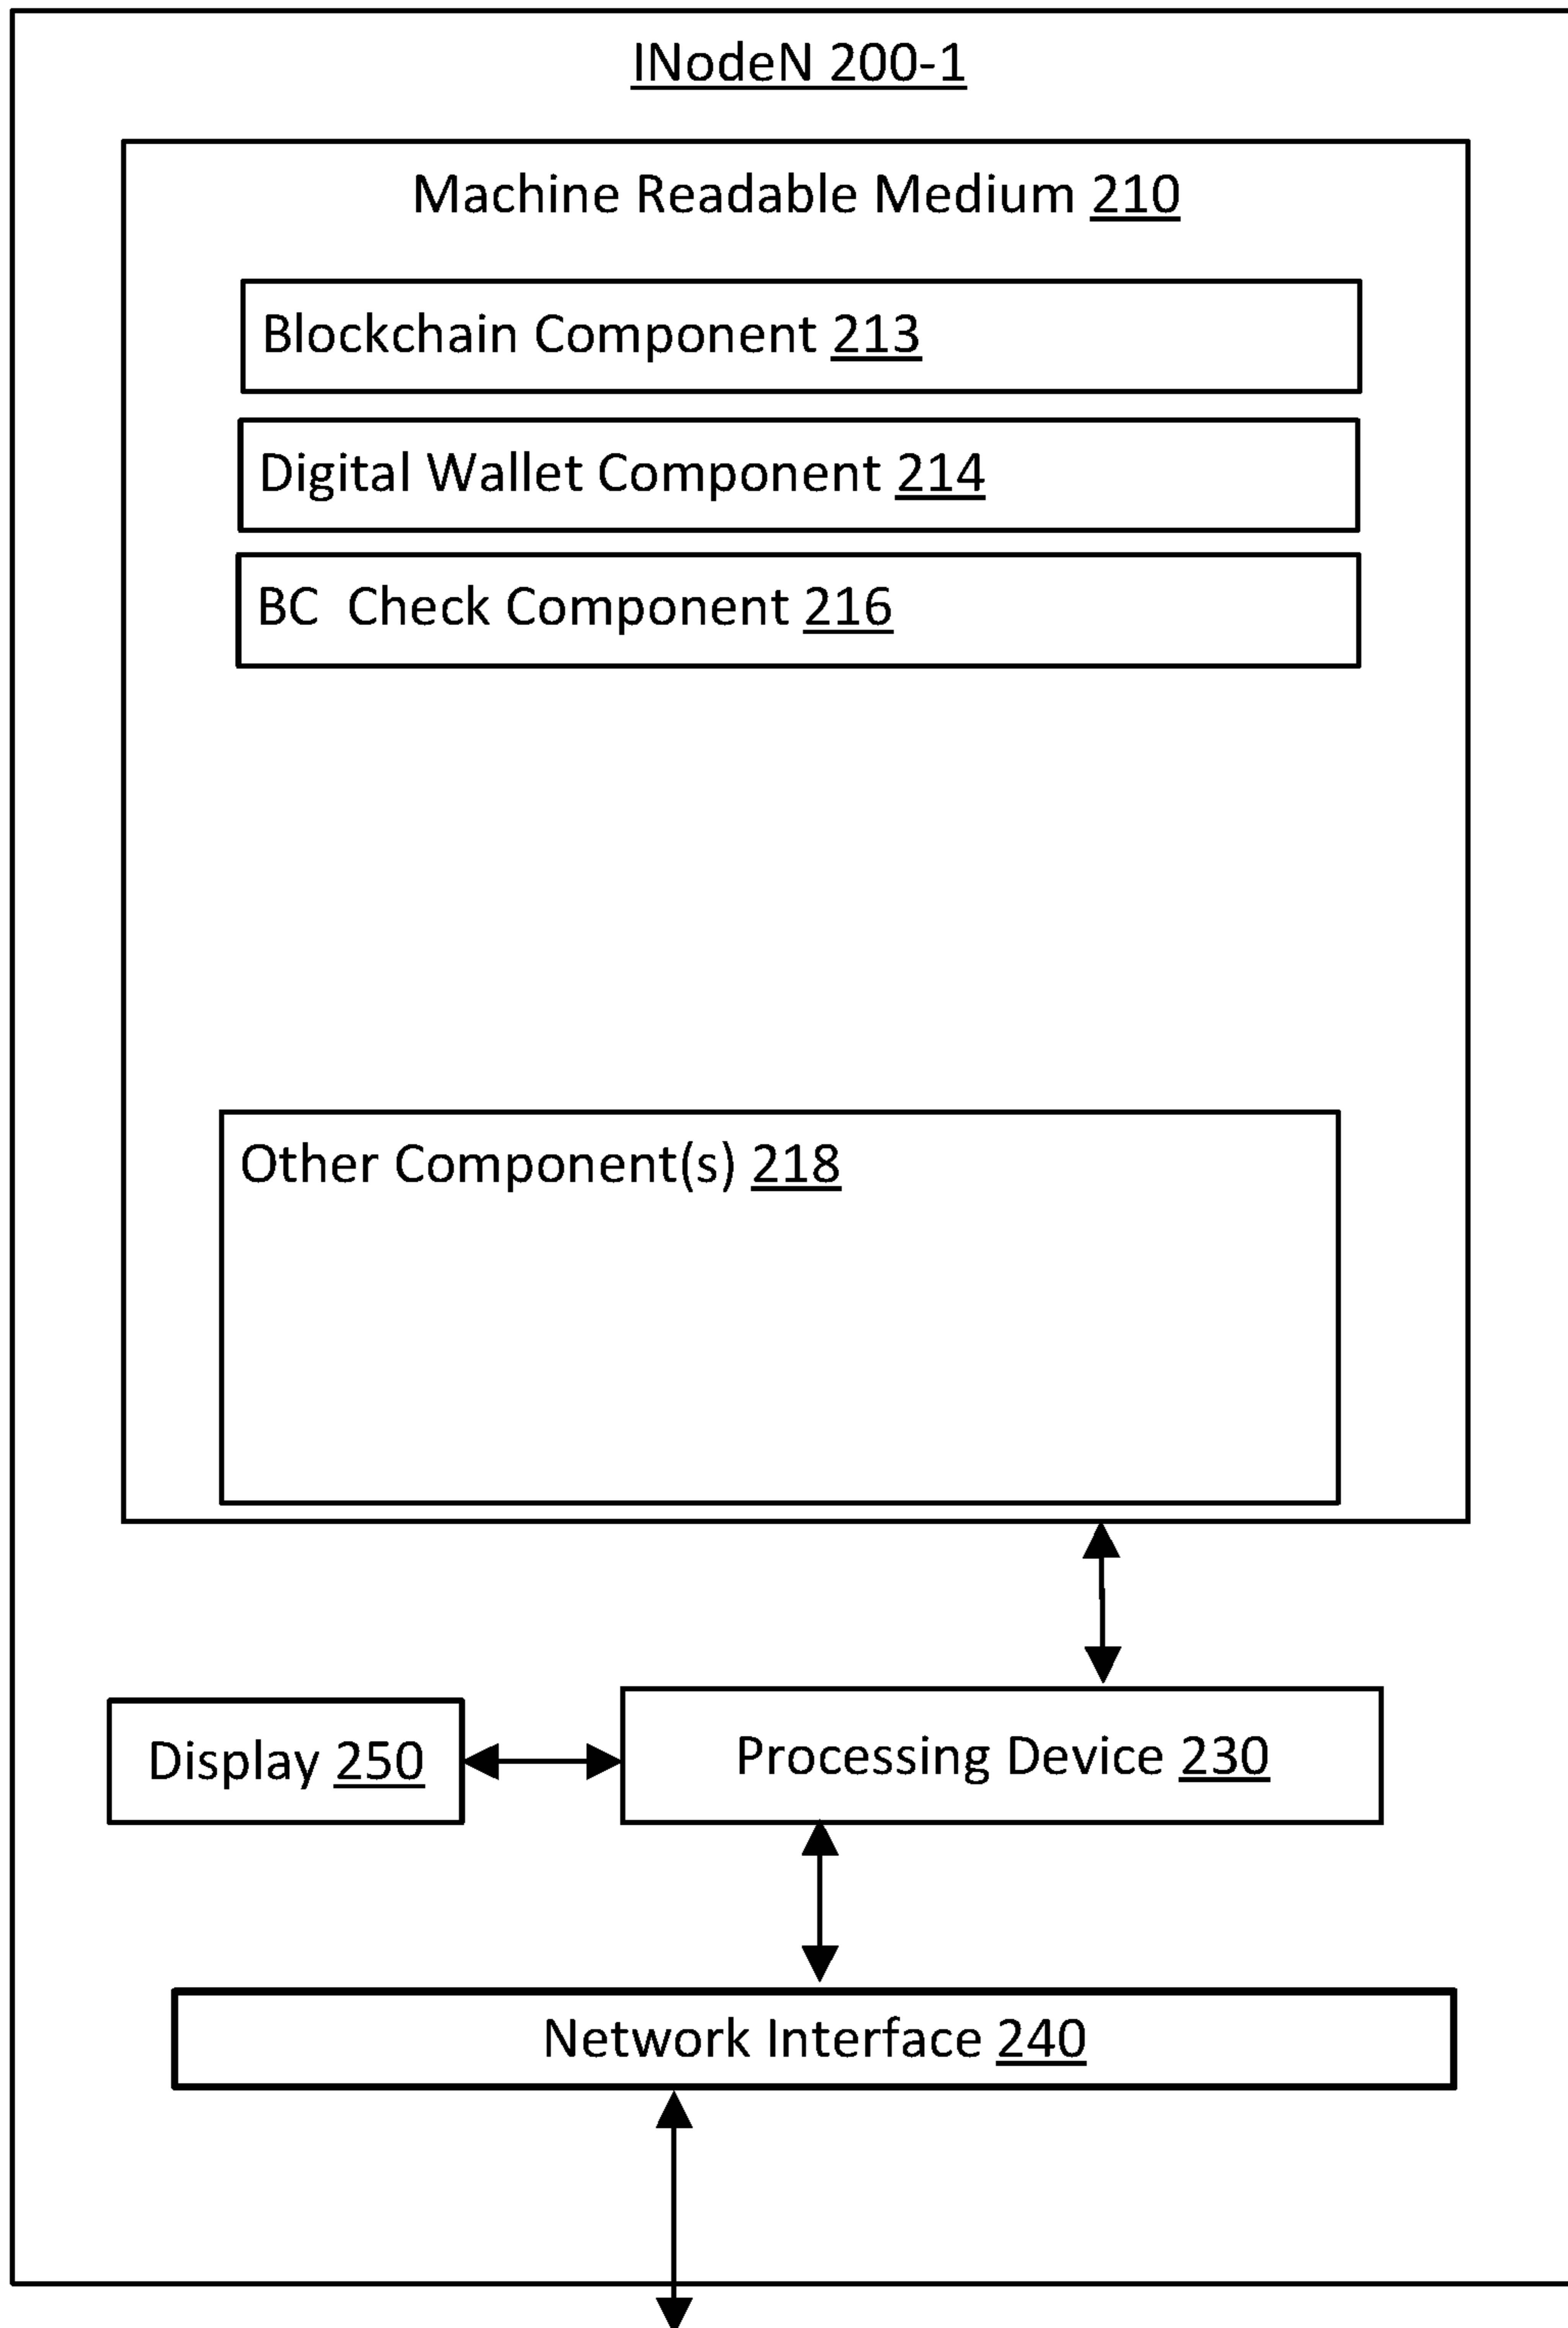 INodeN 200-1
Machine Readable Medium 210
Blockchain Component 213
Digital Wallet Component 214
BC  Check Component 216
Other Component(s) 218
Display 250
Processing Device 230
Network Interface 240